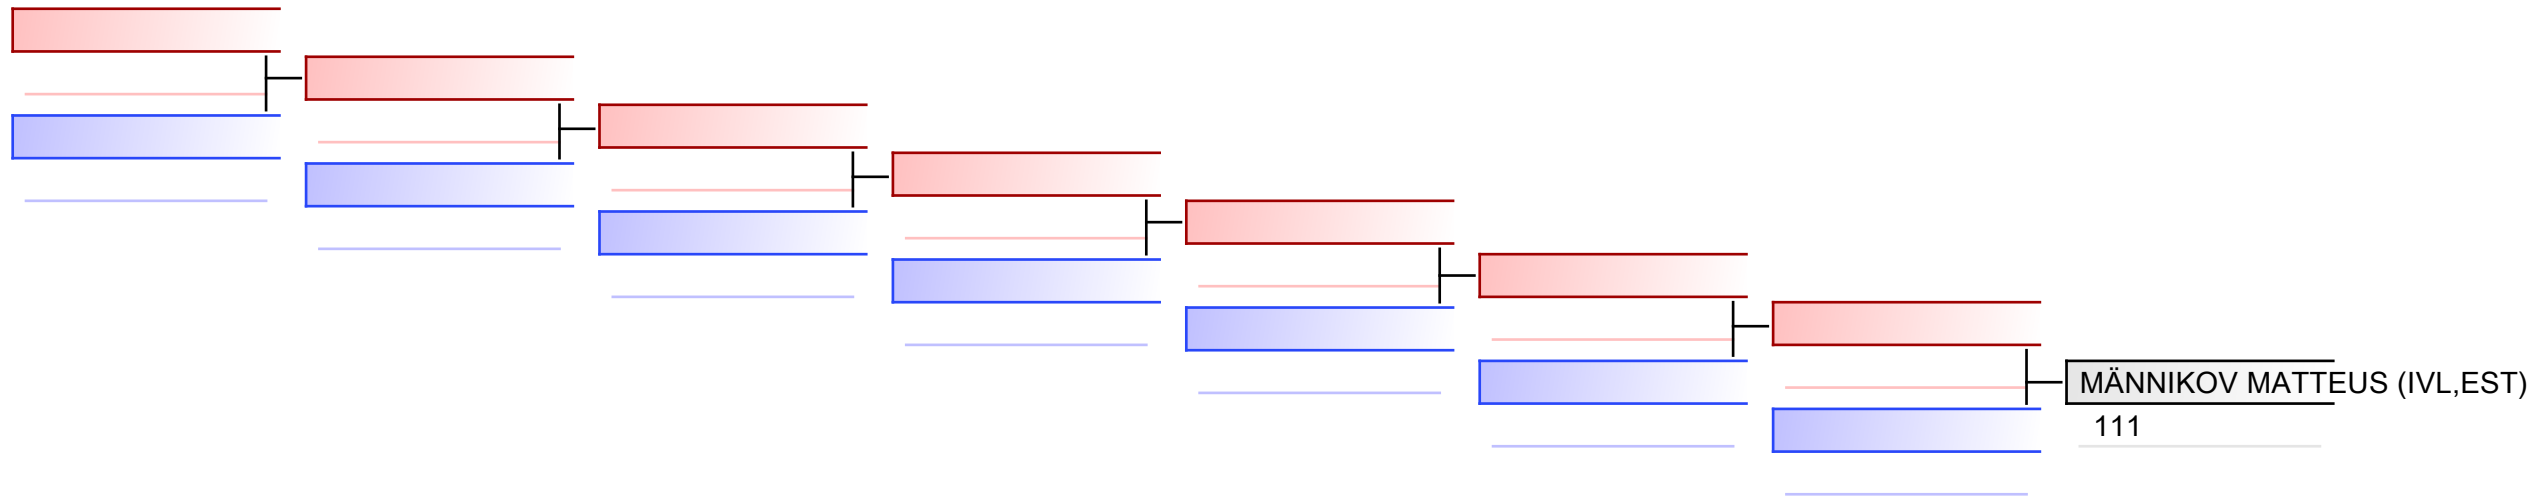 MÄNNIKOV MATTEUS (IVL,EST)
111